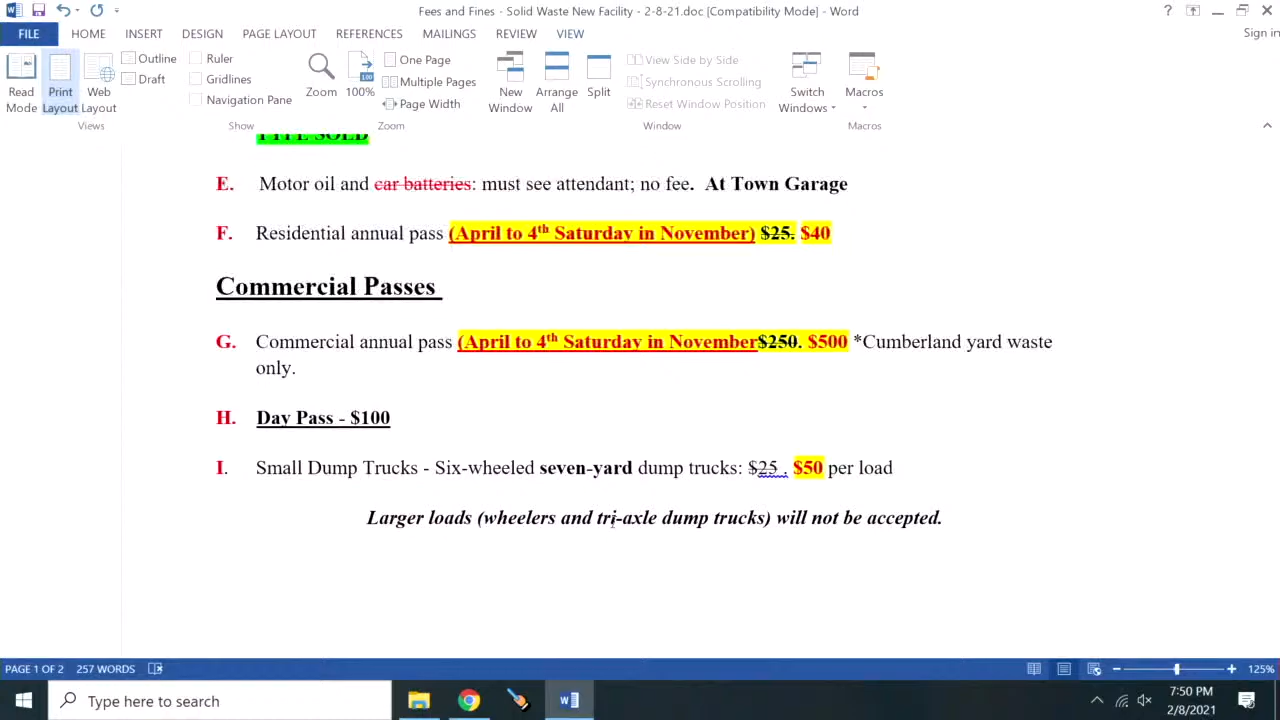 Fees and Fines - Solid Waste New Facility - 2-8-21.doc [Compatibility Mode] - Word
FILE HOME INSERT DESIGN PAGE LAYOUT REFERENCES MAILINGS REVIEW VIEW Sign in
Read Mode
Print Layout
Web Layout
Outline
Draft
Views
Ruler
Gridlines
Navigation Pane
Show
Zoom
100%
One Page
Multiple Pages
Page Width
Zoom
New Window
Arrange All
Split
View Side by Side
Synchronous Scrolling
Reset Window Position
Window
Switch Windows
Macros
Macros
E. Motor oil and car batteries: must see attendant; no fee. At Town Garage
F. Residential annual pass (April to 4th Saturday in November) $25. $40
Commercial Passes
G. Commercial annual pass (April to 4th Saturday in November$250. $500 *Cumberland yard waste
only.
H. Day Pass - $100
I. Small Dump Trucks - Six-wheeled seven-yard dump trucks: $25 . $50 per load
Larger loads (wheelers and tri-axle dump trucks) will not be accepted.
PAGE 1 OF 2 257 WORDS 125%
Type here to search
7:50 PM
2/8/2021